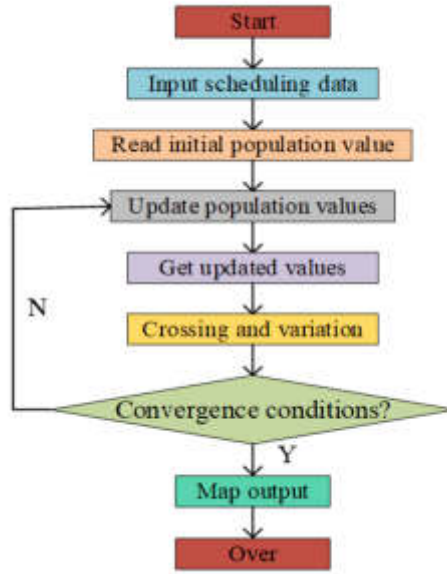 Start
Input scheduling data
Read initial population value
Update population values
Get updated values
N
Crossing and variation
Convergence conditions?
Y
Map output
Over